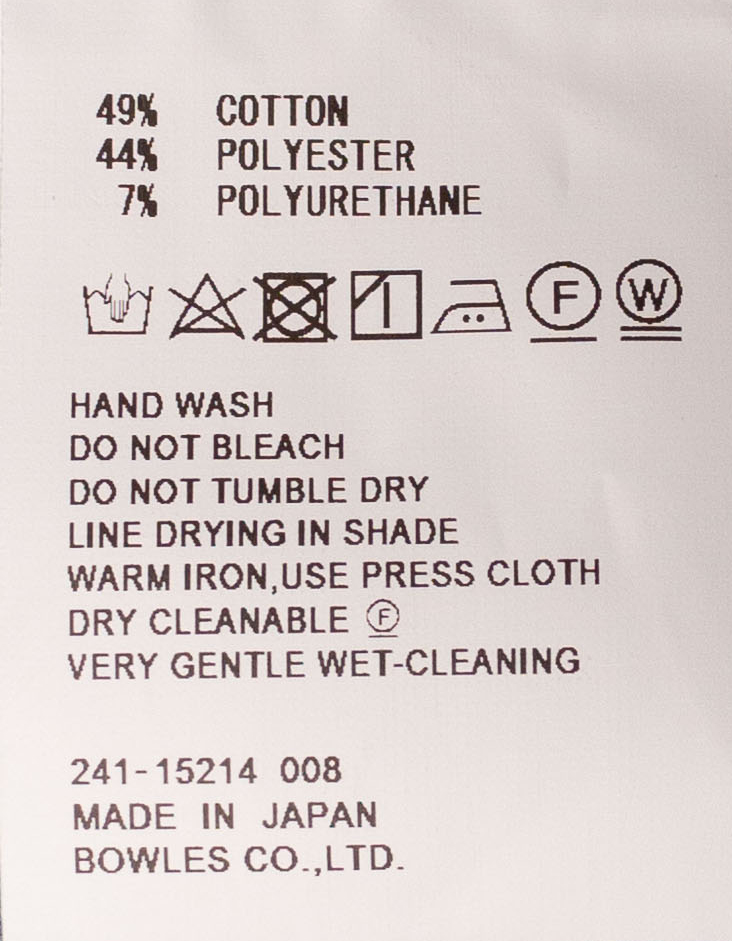 49% COTTON
44% POLYESTER
7% POLYURETHANE
F W
HAND WASH
DO NOT BLEACH
DO NOT TUMBLE DRY
LINE DRYING IN SHADE
WARM IRON,USE PRESS CLOTH
DRY CLEANABLE Ⓕ
VERY GENTLE WET-CLEANING
241-15214 008
MADE IN JAPAN
BOWLES CO.,LTD.